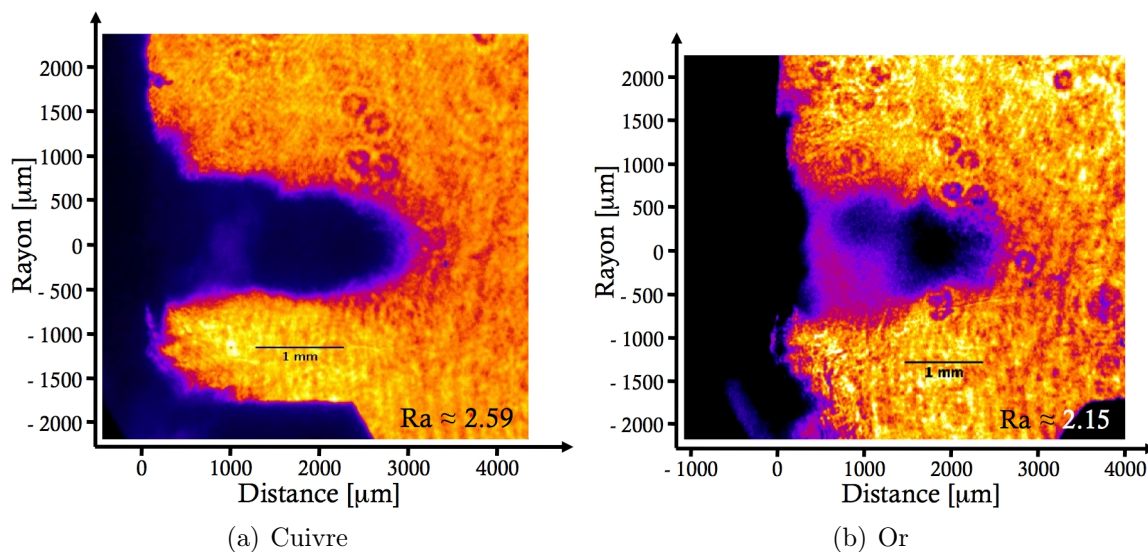 2000
1500
1000
500
0
- 500
- 1000
- 1500
- 2000
Rayon [µm]
1 mm
Ra ≈ 2.59
0 1000 2000 3000 4000
Distance [µm]
(a) Cuivre
2000
1500
1000
500
0
- 500
- 1000
- 1500
- 2000
Rayon [µm]
1 mm
Ra ≈ 2.15
- 1000 0 1000 2000 3000 4000
Distance [µm]
(b) Or